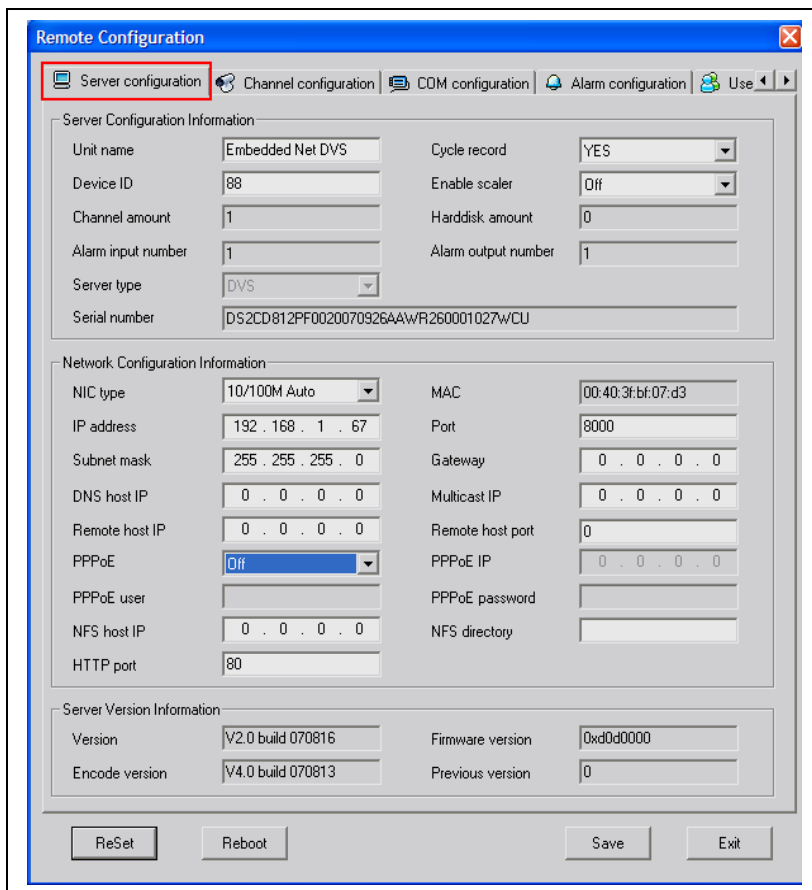 Remote Configuration
Server configuration Channel configuration COM configuration Alarm configuration Use
Server Configuration Information
Unit name Embedded Net DVS Cycle record YES
Device ID 88 Enable scaler Off
Channel amount 1 Harddisk amount 0
Alarm input number 1 Alarm output number 1
Server type DVS
Serial number DS2CD812PF0020070926AAWR260001027WCU
Network Configuration Information
NIC type 10/100M Auto MAC 00:40:3f:bf:07:d3
IP address 192 . 168 . 1 . 67 Port 8000
Subnet mask 255 . 255 . 255 . 0 Gateway 0 . 0 . 0 . 0
DNS host IP 0 . 0 . 0 . 0 Multicast IP 0 . 0 . 0 . 0
Remote host IP 0 . 0 . 0 . 0 Remote host port 0
PPPoE Off PPPoE IP 0 . 0 . 0 . 0
PPPoE user PPPoE password
NFS host IP 0 . 0 . 0 . 0 NFS directory
HTTP port 80
Server Version Information
Version V2.0 build 070816 Firmware version 0xd0d0000
Encode version V4.0 build 070813 Previous version 0
ReSet Reboot Save Exit